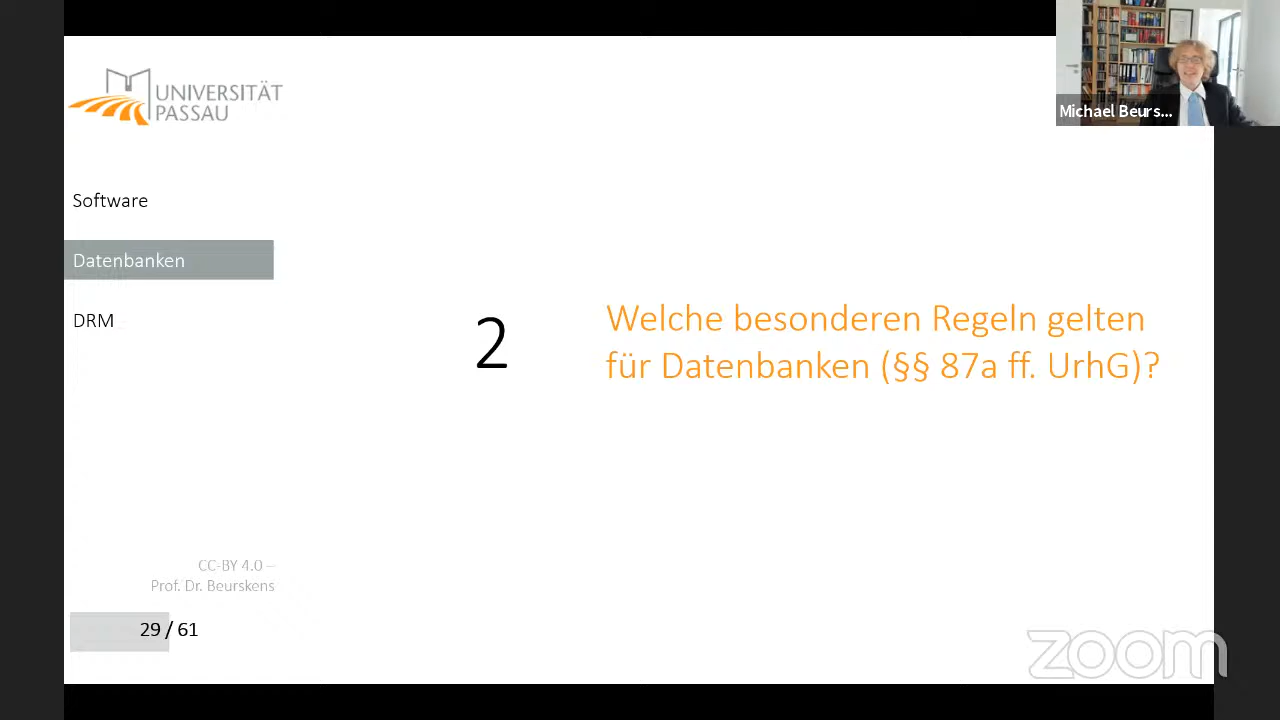 UNIVERSITÄT
PASSAU
Michael Beurs...
Software
Datenbanken
DRM
2
Welche besonderen Regeln gelten
für Datenbanken (§§ 87a ff. UrhG)?
CC-BY 4.0 –
Prof. Dr. Beurskens
29 / 61
zoom